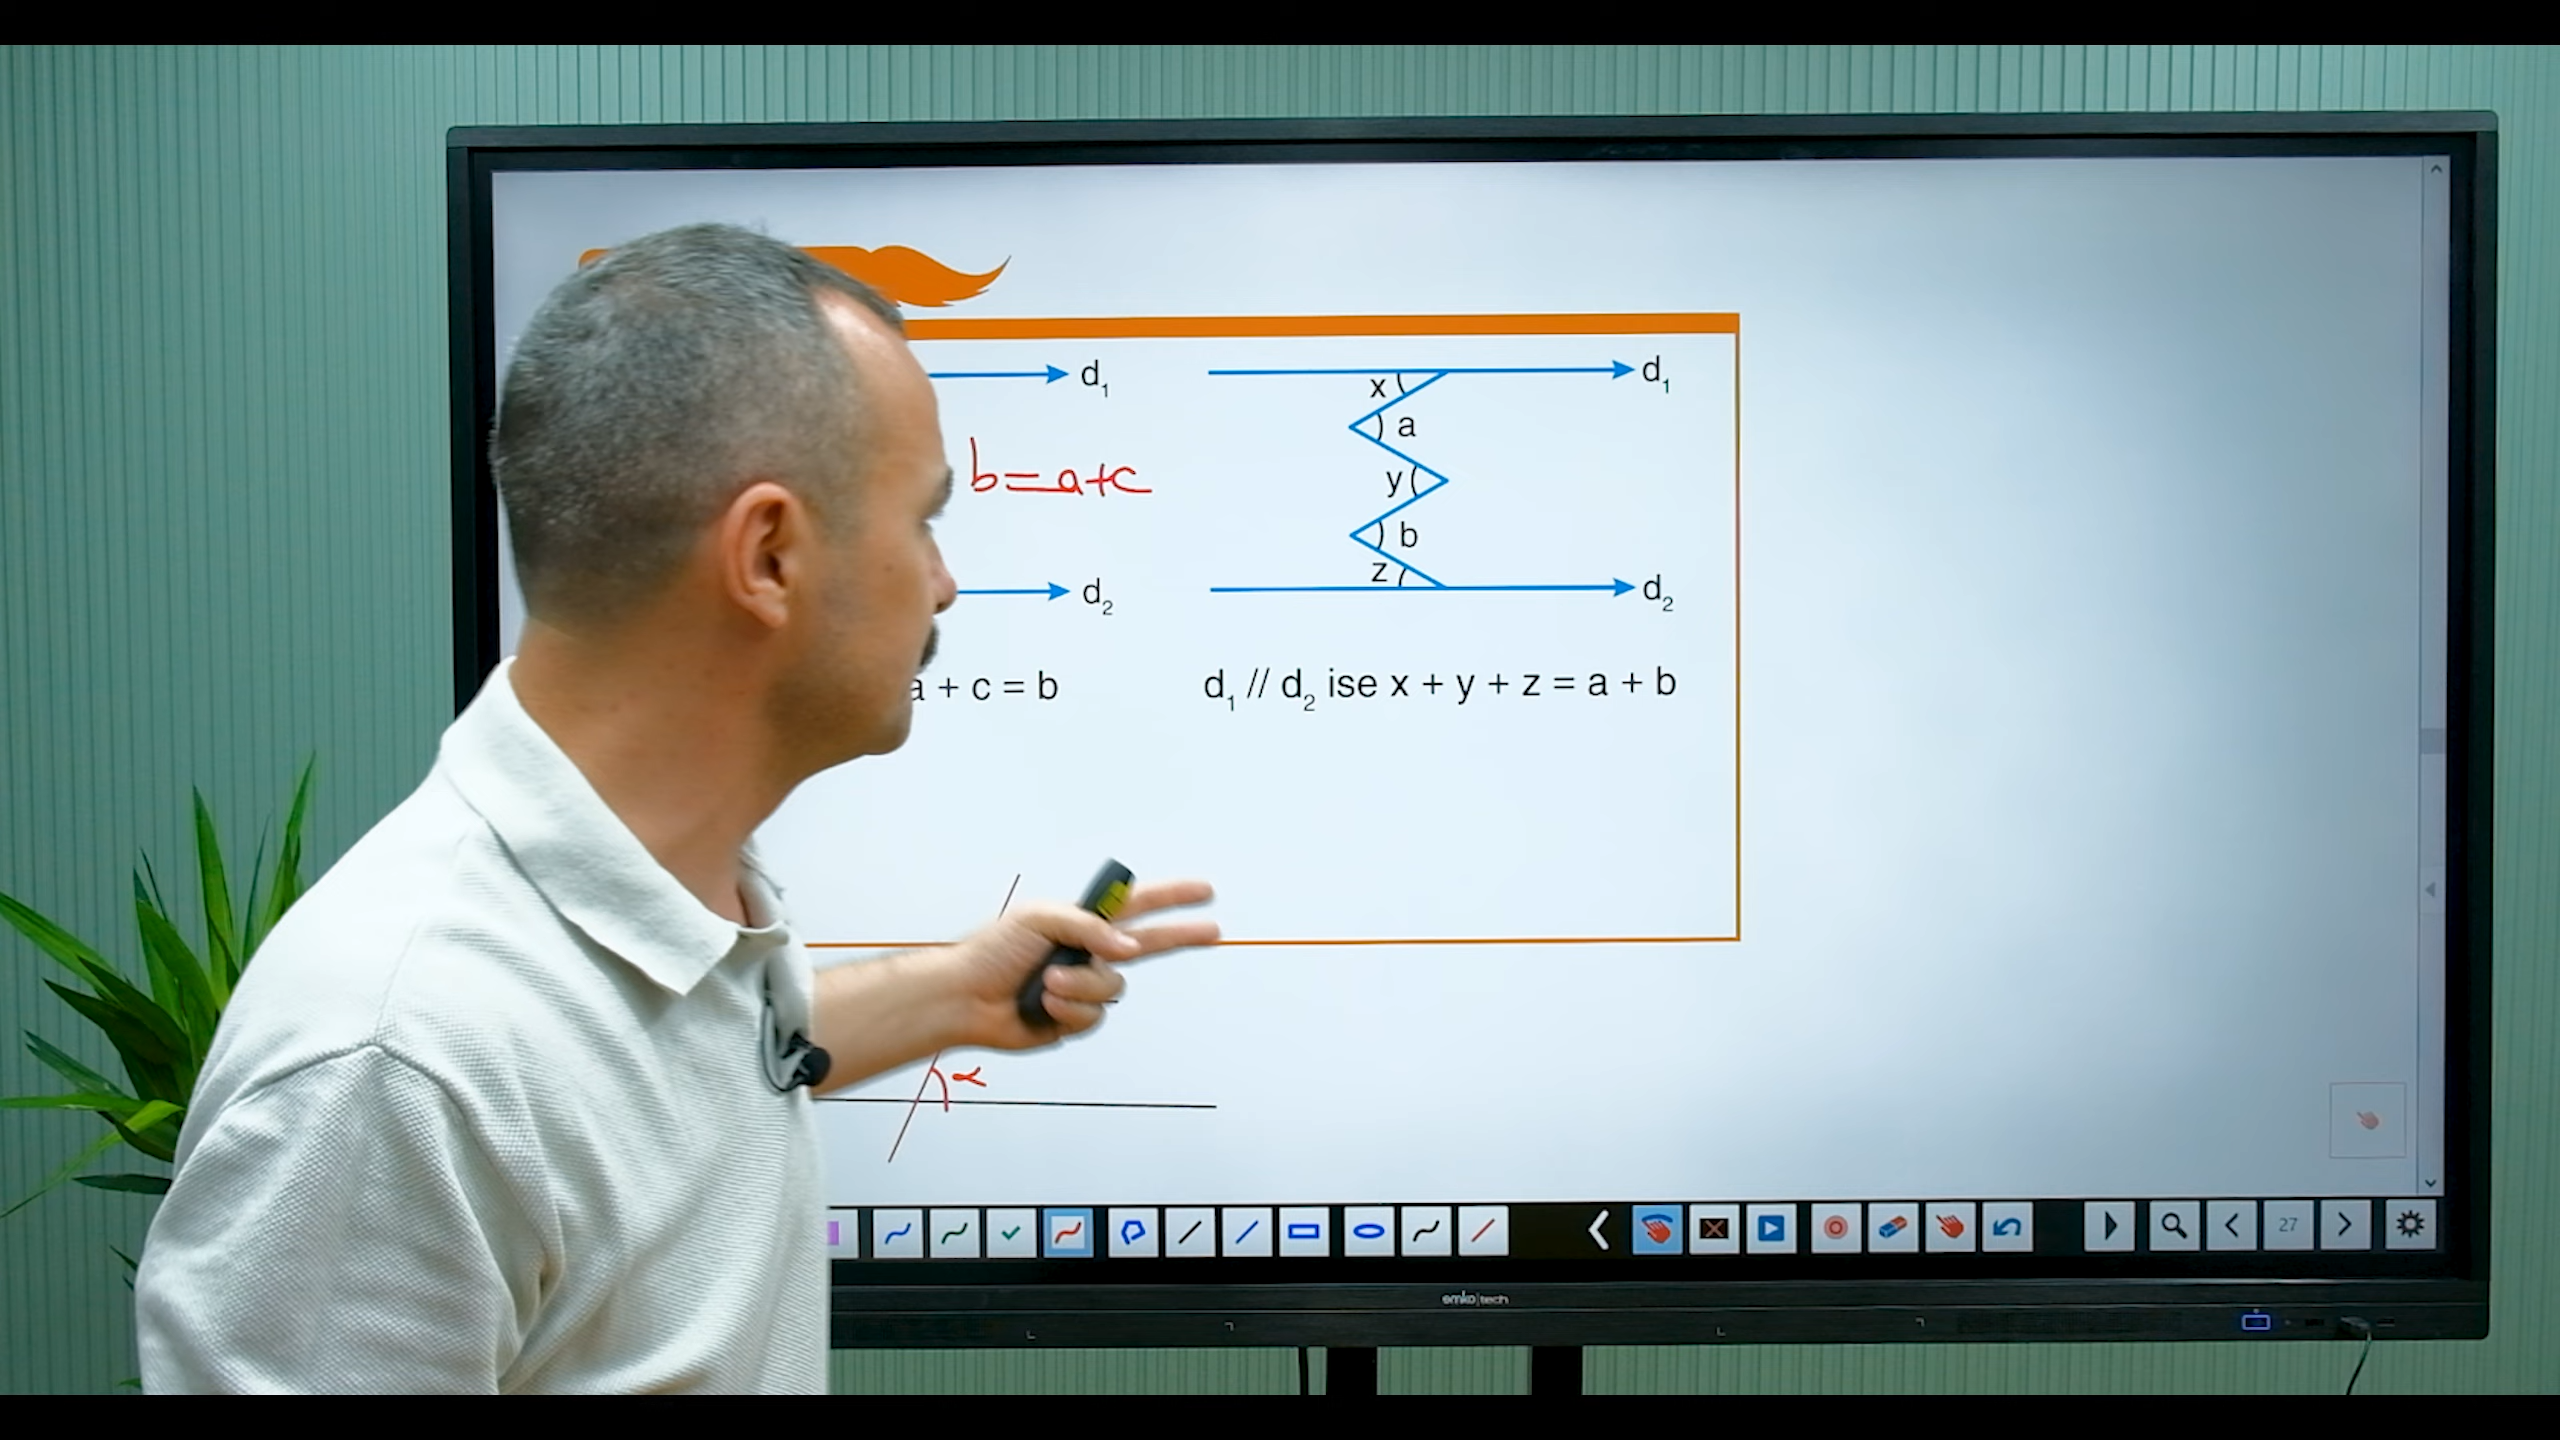 d1
b=a+c
d2
a + c = b
x
a
y
b
z
d1
d2
d1 // d2 ise x + y + z = a + b
α
27
emko|tech